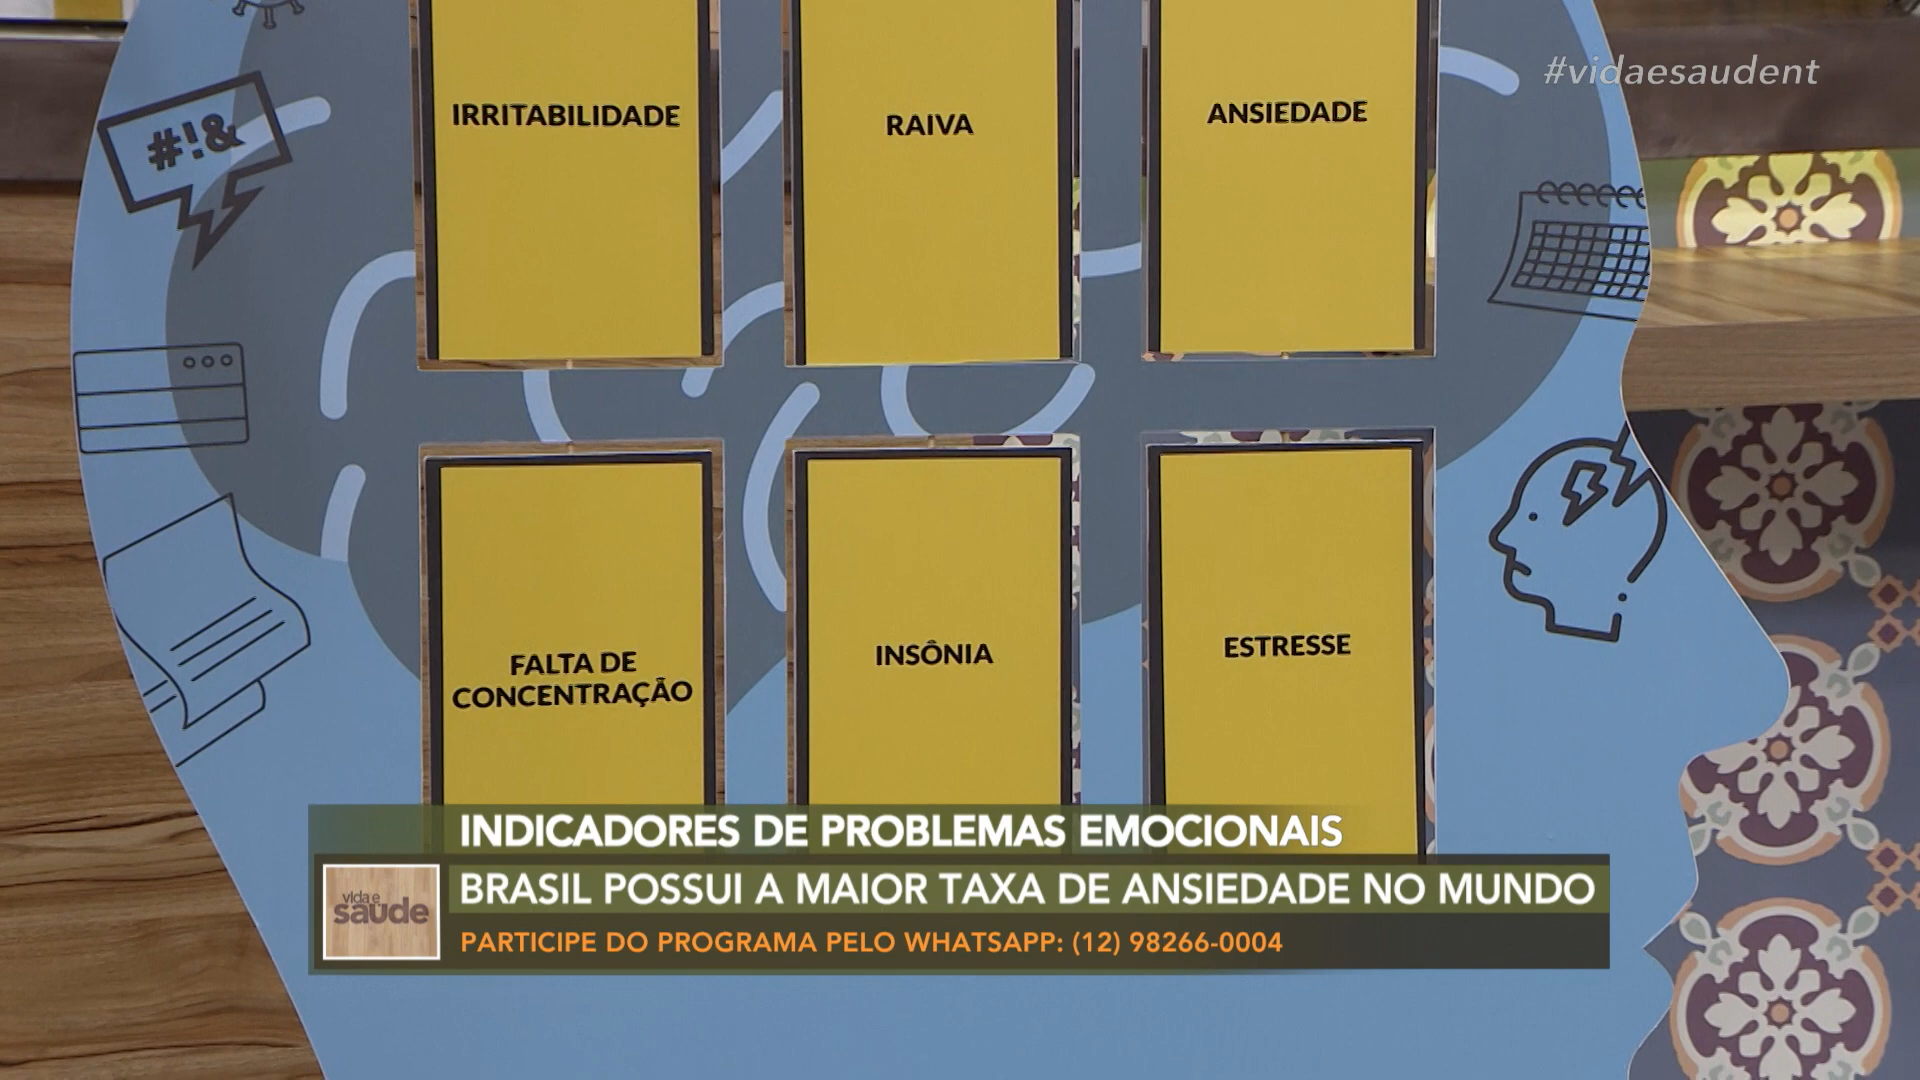 #vidaesaudent
#!&
IRRITABILIDADE
RAIVA
ANSIEDADE
FALTA DE
CONCENTRAÇÃO
INSÔNIA
ESTRESSE
INDICADORES DE PROBLEMAS EMOCIONAIS
vida e
saúde
BRASIL POSSUI A MAIOR TAXA DE ANSIEDADE NO MUNDO
PARTICIPE DO PROGRAMA PELO WHATSAPP: (12) 98266-0004